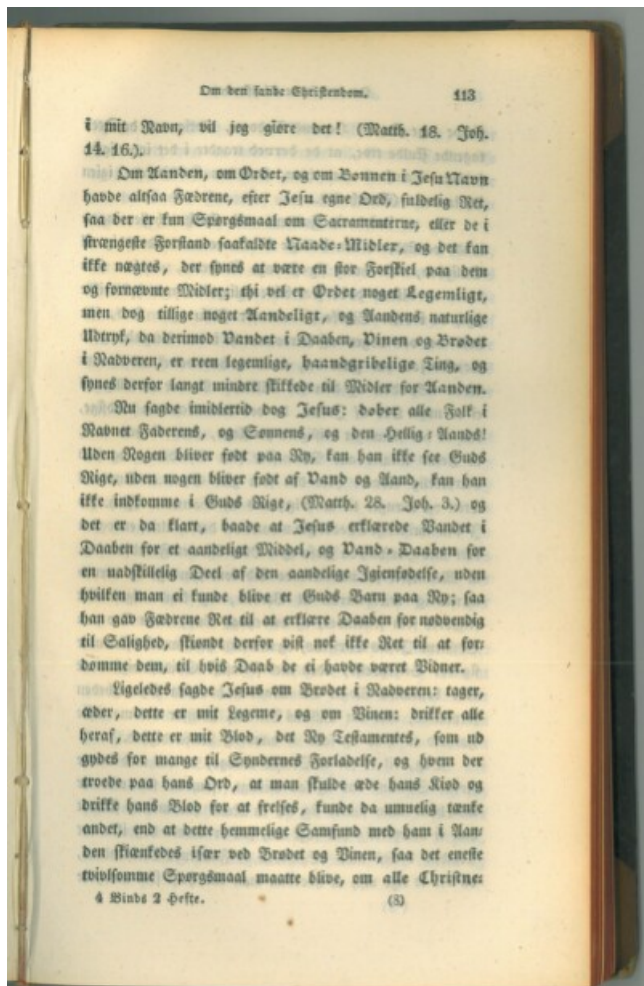 Om den sande Christendom. 113
i mit Navn, vil jeg giøre det! (Matth. 18. Joh.
14. 16.).
Om Aanden, om Ordet, og om Bønnen i Jesu Navn
havde altsaa Fædrene, efter Jesu egne Ord, fuldelig Ret,
saa der er kun Spørgsmaal om Sacramenterne, eller de i
strængeste Forstand saakaldte Naade-Midler, og det kan
ikke nægtes, der synes at være en stor Forskiel paa dem
og fornævnte Midler; thi vel er Ordet noget Legemligt,
men dog tillige noget Aandeligt, og Aandens naturlige
Udtryk, da derimod Vandet i Daaben, Vinen og Brødet
i Nadveren, er reen legemlige, haandgribelige Ting, og
synes derfor langt mindre skikkede til Midler for Aanden.
Nu sagde imidlertid dog Jesus: døber alle Folk i
Navnet Faderens, og Sønnens, og den Hellig-Aands!
Uden Nogen bliver født paa Ny, kan han ikke see Guds
Rige, uden nogen bliver født af Vand og Aand, kan han
ikke indkomme i Guds Rige, (Matth. 28. Joh. 3.) og
det er da klart, baade at Jesus erklærede Vandet i
Daaben for et aandeligt Middel, og Vand-Daaben for
en uadskillelig Deel af den aandelige Igienfødelse, uden
hvilken man ei kunde blive et Guds Barn paa Ny; saa
han gav Fædrene Ret til at erklære Daaben for nødvendig
til Salighed, skiøndt derfor vist nok ikke Ret til at for-
dømme dem, til hvis Daab de ei havde været Vidner.
Ligeledes sagde Jesus om Brødet i Nadveren: tager,
æder, dette er mit Legeme, og om Vinen: drikker alle
heraf, dette er mit Blod, det Ny Testamentes, som ud
gydes for mange til Syndernes Forladelse, og hvem der
troede paa hans Ord, at man skulde æde hans Kiød og
drikke hans Blod for at frelses, kunde da umuelig tænke
andet, end at dette hemmelige Samfund med ham i Aan-
den skiænkedes især ved Brødet og Vinen, saa det eneste
tvivlsomme Spørgsmaal maatte blive, om alle Christne-
4 Binds 2 Hefte. (8)